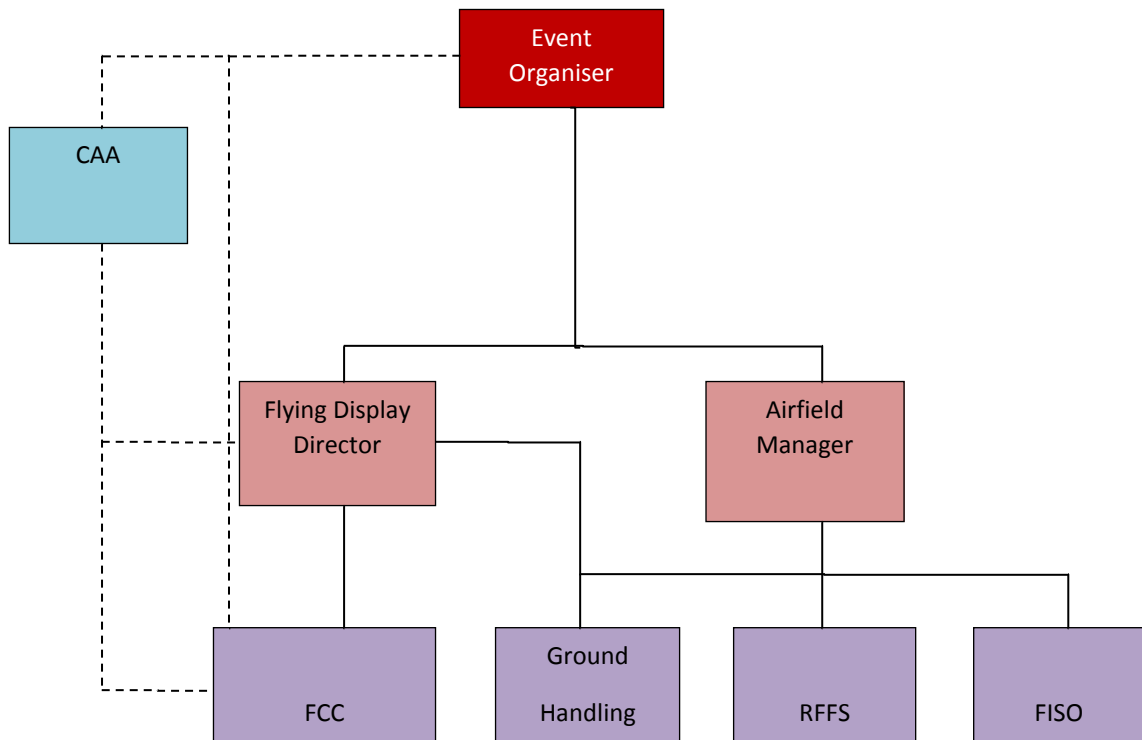 Event
Organiser
CAA
Flying Display
Director
Airfield
Manager
FCC
Ground
Handling
RFFS
FISO